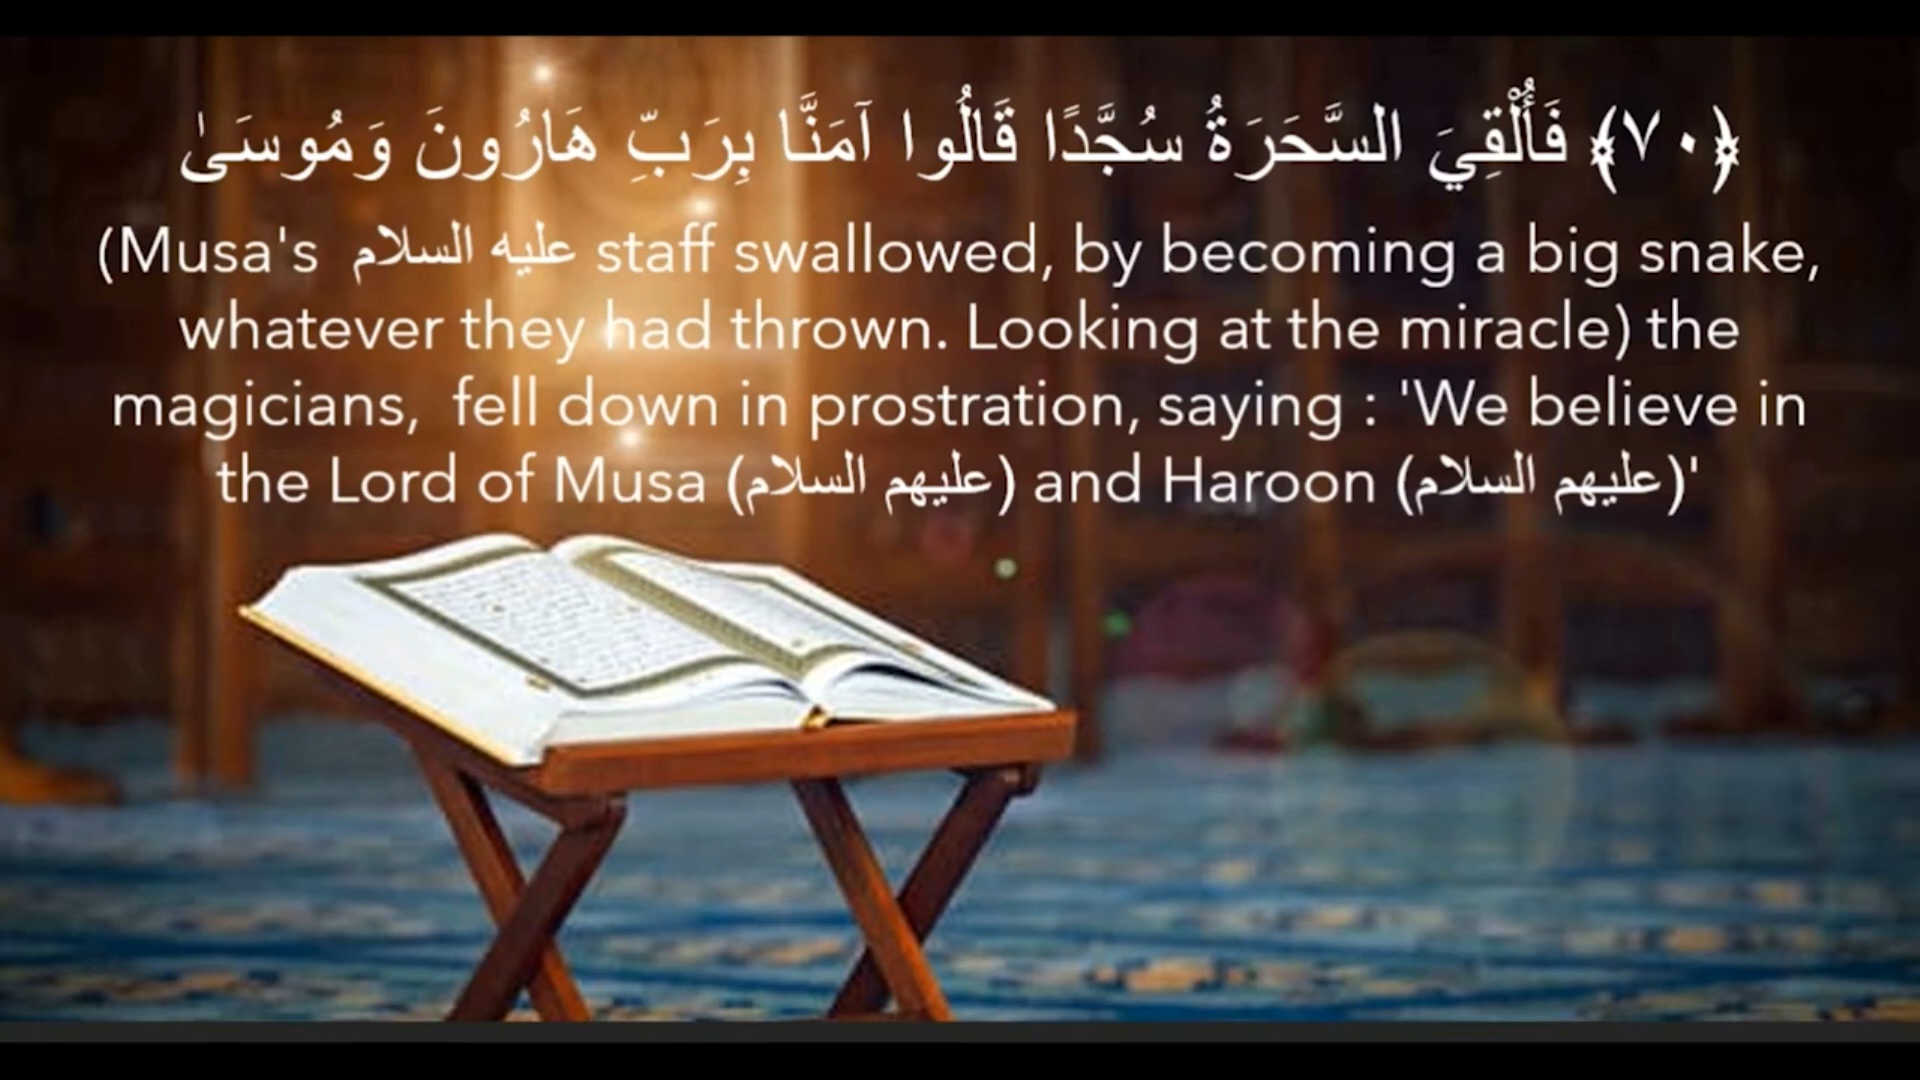 ﴿٧٠﴾ فَأُلْقِيَ السَّحَرَةُ سُجَّدًا قَالُوا آمَنَّا بِرَبِّ هَارُونَ وَمُوسَىٰ
(Musa's عليه السلام staff swallowed, by becoming a big snake,
whatever they had thrown. Looking at the miracle) the
magicians, fell down in prostration, saying : 'We believe in
the Lord of Musa (عليهم السلام) and Haroon (عليهم السلام)'